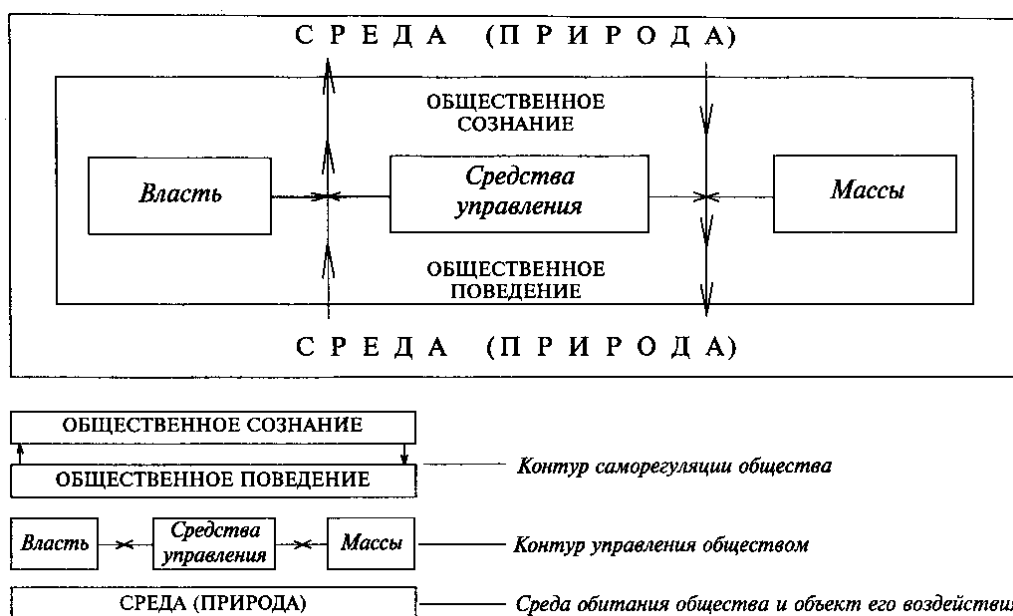 С Р Е Д А (П Р И Р О Д А)
ОБЩЕСТВЕННОЕ
СОЗНАНИЕ
Власть
Средства
управления
Массы
ОБЩЕСТВЕННОЕ
ПОВЕДЕНИЕ
С Р Е Д А (П Р И Р О Д А)
ОБЩЕСТВЕННОЕ СОЗНАНИЕ
ОБЩЕСТВЕННОЕ ПОВЕДЕНИЕ
Контур саморегуляции общества
Власть
Средства
управления
Массы
Контур управления обществом
СРЕДА (ПРИРОДА)
Среда обитания общества и объект его воздействия